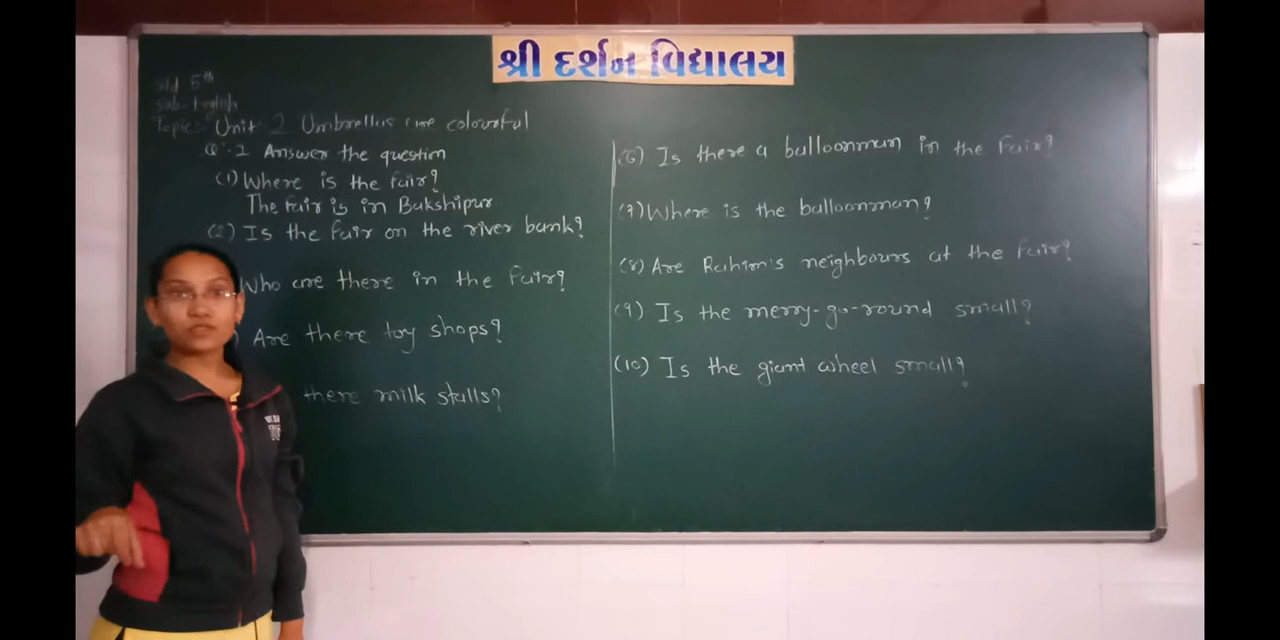 શ્રી દર્શન વિદ્યાલય
Std 5th
Sub- English
Topic:- Unit: 2 Umbrellas are colourful
Q:-1 Answer the question
(1) Where is the fair?
The fair is in Bakshipur
(2) Is the fair on the river bank?
Who are there in the fair?
Are there toy shops?
there milk stalls?
(6) Is there a balloonman in the fair?
(7) Where is the balloonman?
(8) Are Rahim's neighbours at the fair?
(9) Is the merry-go-round small?
(10) Is the giant wheel small?